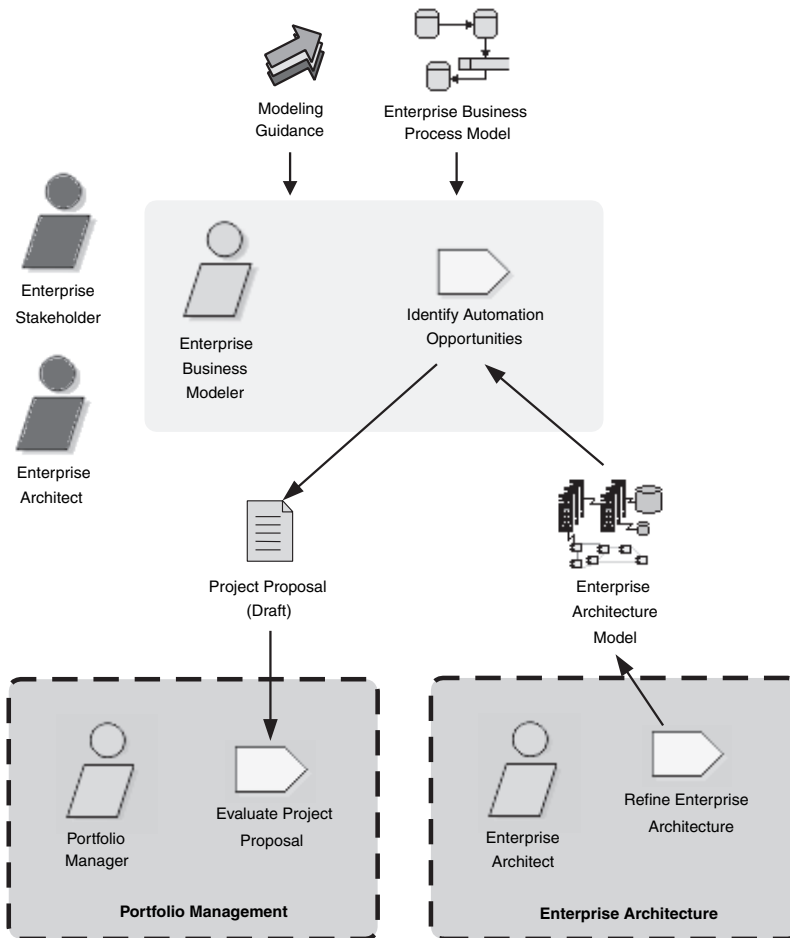 Modeling
Guidance
Enterprise Business
Process Model
Enterprise
Stakeholder
Enterprise
Business
Modeler
Identify Automation
Opportunities
Enterprise
Architect
Project Proposal
(Draft)
Enterprise
Architecture
Model
Portfolio
Manager
Evaluate Project
Proposal
Portfolio Management
Enterprise
Architect
Refine Enterprise
Architecture
Enterprise Architecture